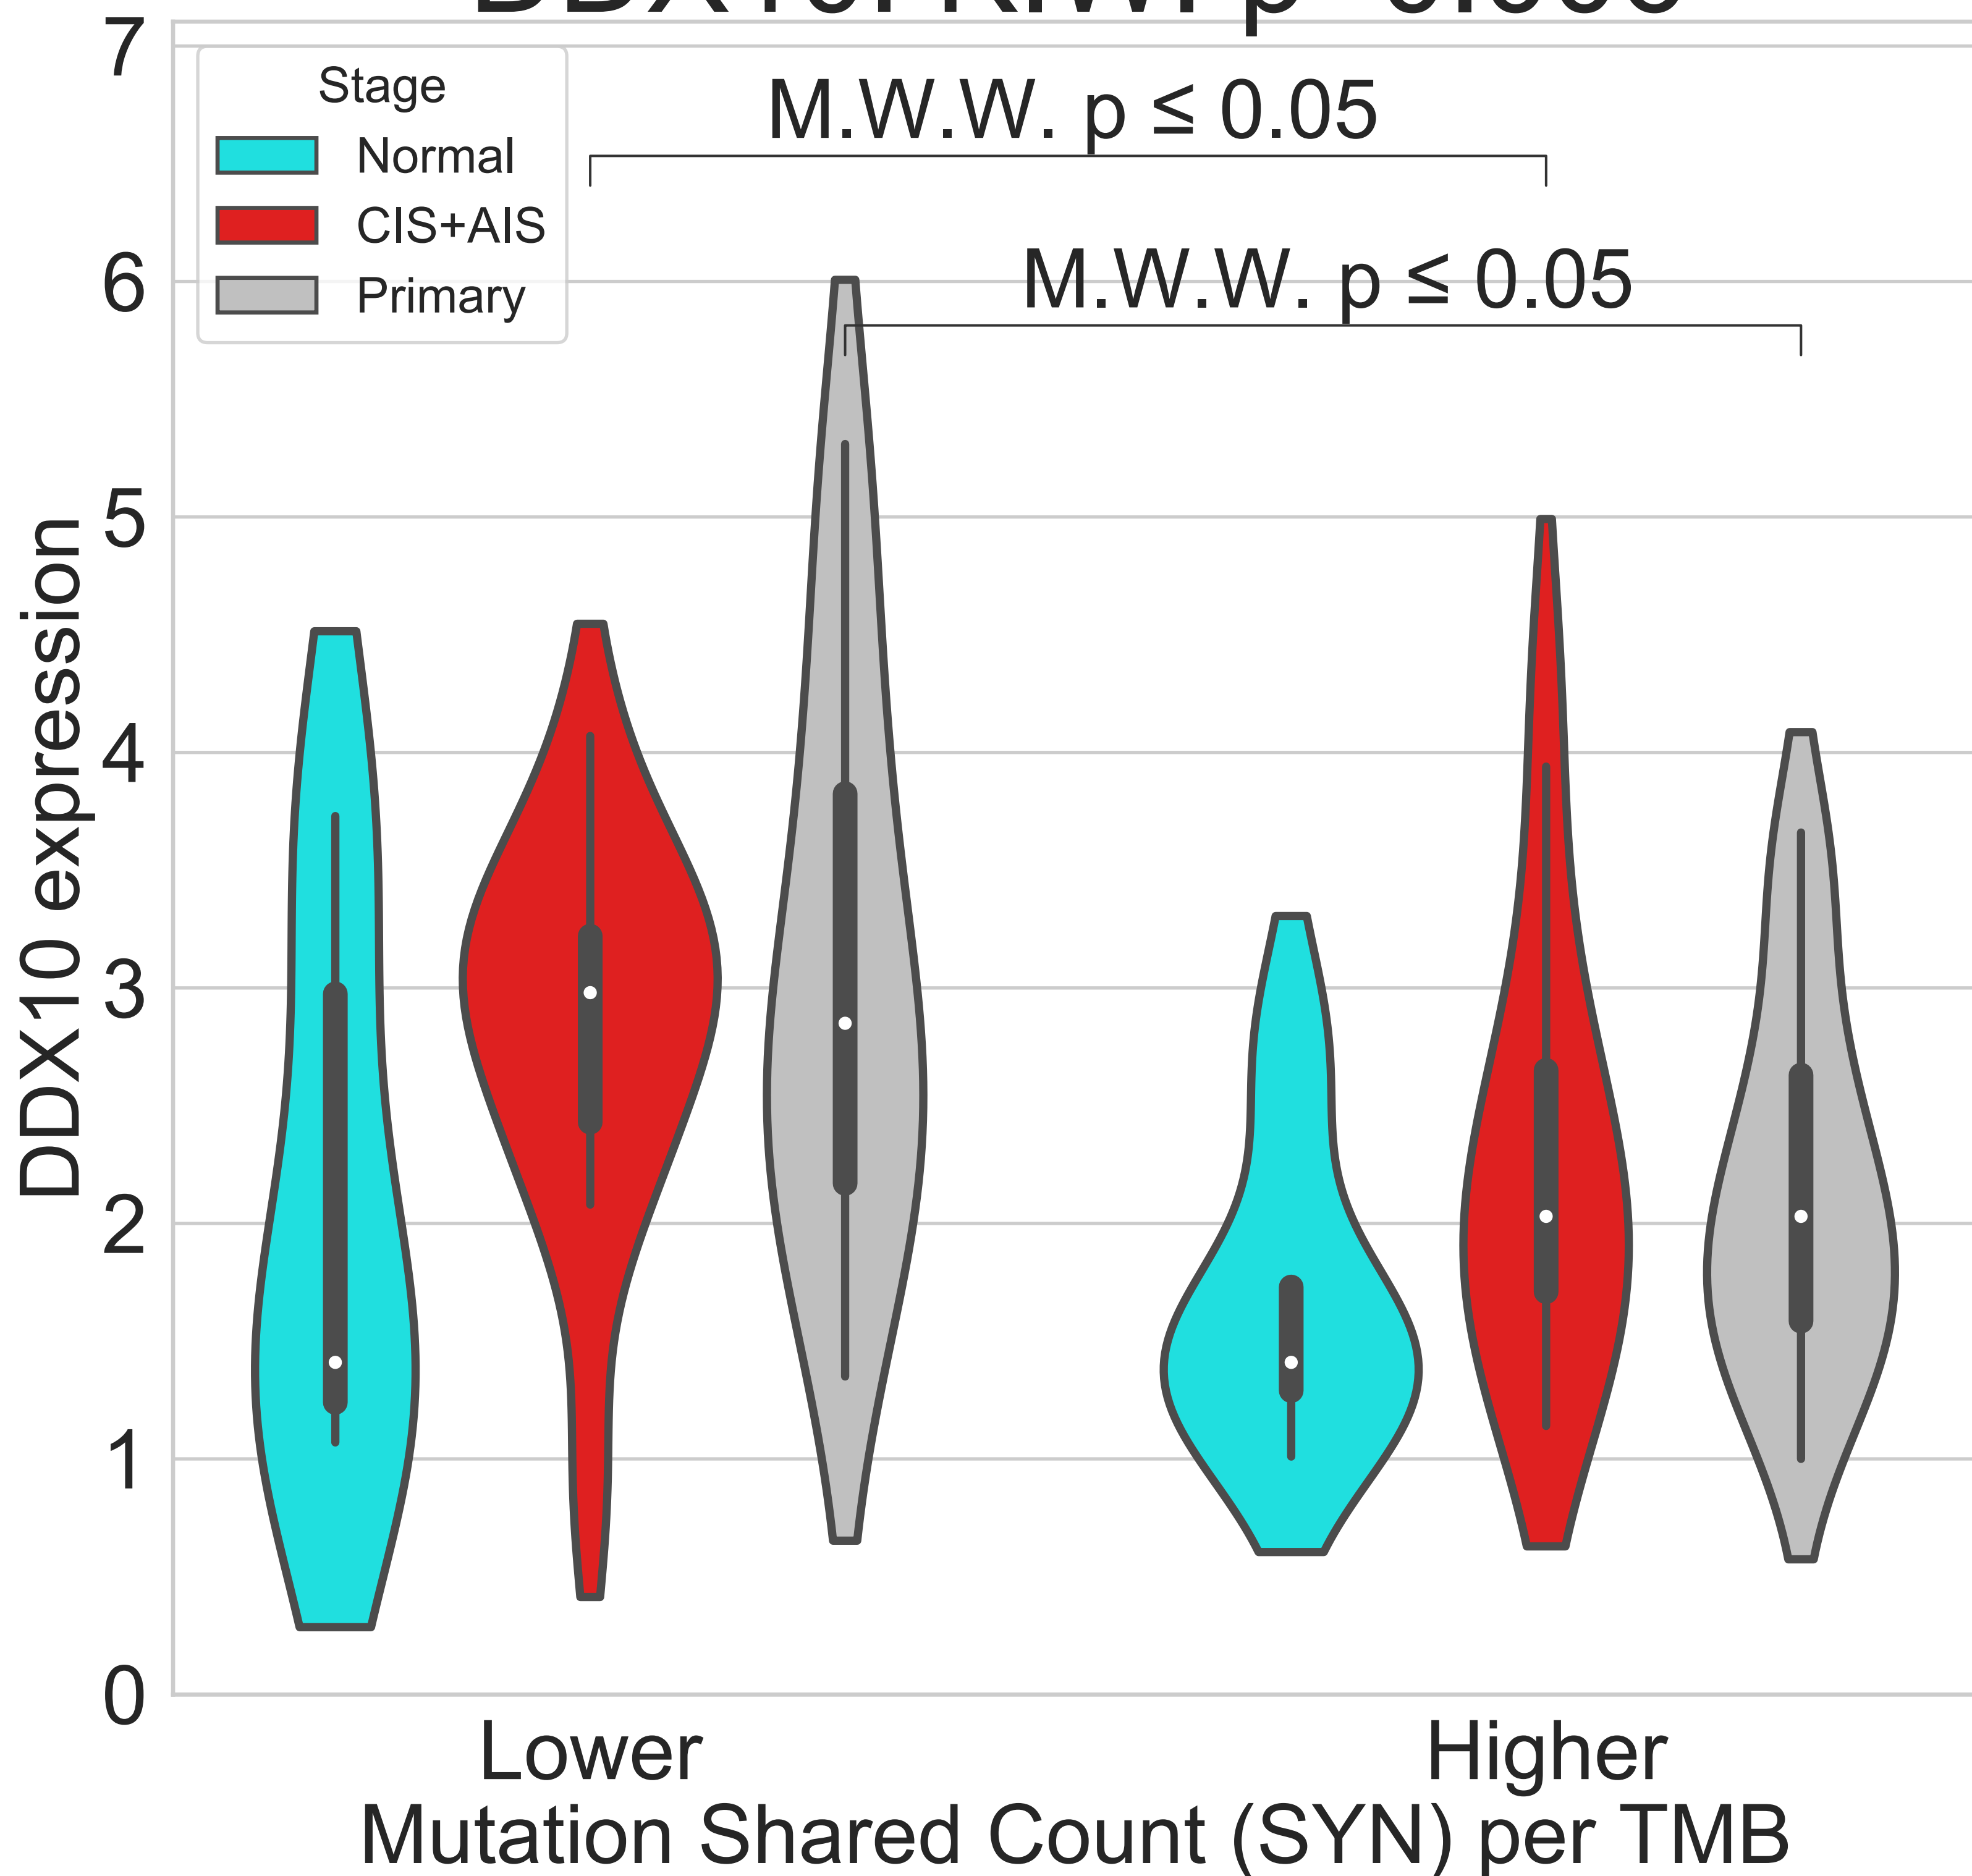 7
Stage
Normal
CIS+AIS
Primary
M.W.W. p ≤ 0.05
M.W.W. p ≤ 0.05
6
5
4
3
2
1
0
DDX10 expression
Lower
Higher
Mutation Shared Count (SYN) per TMB